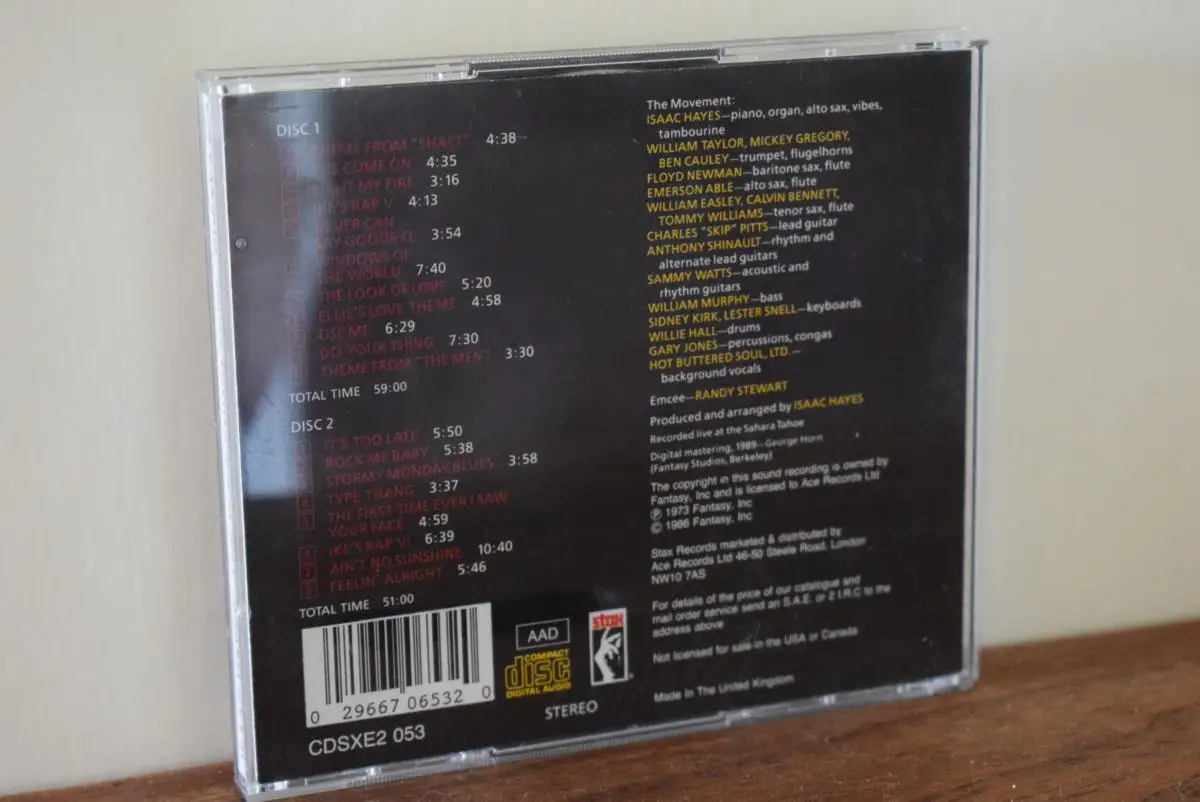 DISC 1
THEME FROM "SHAFT" 4:38
THE COME ON 4:35
LIGHT MY FIRE 3:16
IKE'S RAP V 4:13
NEVER CAN
SAY GOODBYE 3:54
WINDOWS OF
THE WORLD 7:40
THE LOOK OF LOVE 5:20
ELLIE'S LOVE THEME 4:58
USE ME 6:29
DO YOUR THING 7:30
THEME FROM "THE MEN" 3:30
TOTAL TIME 59:00
DISC 2
IT'S TOO LATE 5:50
ROCK ME BABY 5:38
STORMY MONDAY BLUES 3:58
TYPE THANG 3:37
THE FIRST TIME EVER I SAW
YOUR FACE 4:59
IKE'S RAP VI 6:39
AIN'T NO SUNSHINE 10:40
FEELIN' ALRIGHT 5:46
TOTAL TIME 51:00
0 29667 06532 0
CDSXE2 053
AAD
COMPACT
disc
DIGITAL AUDIO
STEREO
stax
The Movement:
ISAAC HAYES—piano, organ, alto sax, vibes,
tambourine
WILLIAM TAYLOR, MICKEY GREGORY,
BEN CAULEY—trumpet, flugelhorns
FLOYD NEWMAN—baritone sax, flute
EMERSON ABLE—alto sax, flute
WILLIAM EASLEY, CALVIN BENNETT,
TOMMY WILLIAMS—tenor sax, flute
CHARLES "SKIP" PITTS—lead guitar
ANTHONY SHINAULT—rhythm and
alternate lead guitars
SAMMY WATTS—acoustic and
rhythm guitars
WILLIAM MURPHY—bass
SIDNEY KIRK, LESTER SNELL—keyboards
WILLIE HALL—drums
GARY JONES—percussions, congas
HOT BUTTERED SOUL, LTD.—
background vocals
Emcee—RANDY STEWART
Produced and arranged by ISAAC HAYES
Recorded live at the Sahara Tahoe
Digital mastering, 1989—George Horn
(Fantasy Studios, Berkeley)
The copyright in this sound recording is owned by
Fantasy, Inc and is licensed to Ace Records Ltd
℗ 1973 Fantasy, Inc
© 1986 Fantasy, Inc
Stax Records marketed & distributed by
Ace Records Ltd 46-50 Steele Road, London
NW10 7AS
For details of the price of our catalogue and
mail order service send an S.A.E. or 2 I.R.C to the
address above
Not licensed for sale in the USA or Canada
Made In The United Kingdom